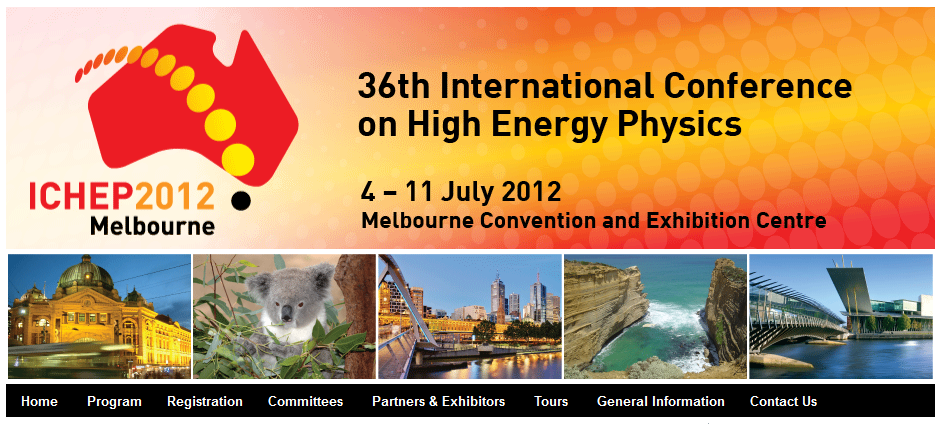 36th International Conference
on High Energy Physics
4 – 11 July 2012
Melbourne Convention and Exhibition Centre
ICHEP2012
Melbourne
Home Program Registration Committees Partners & Exhibitors Tours General Information Contact Us